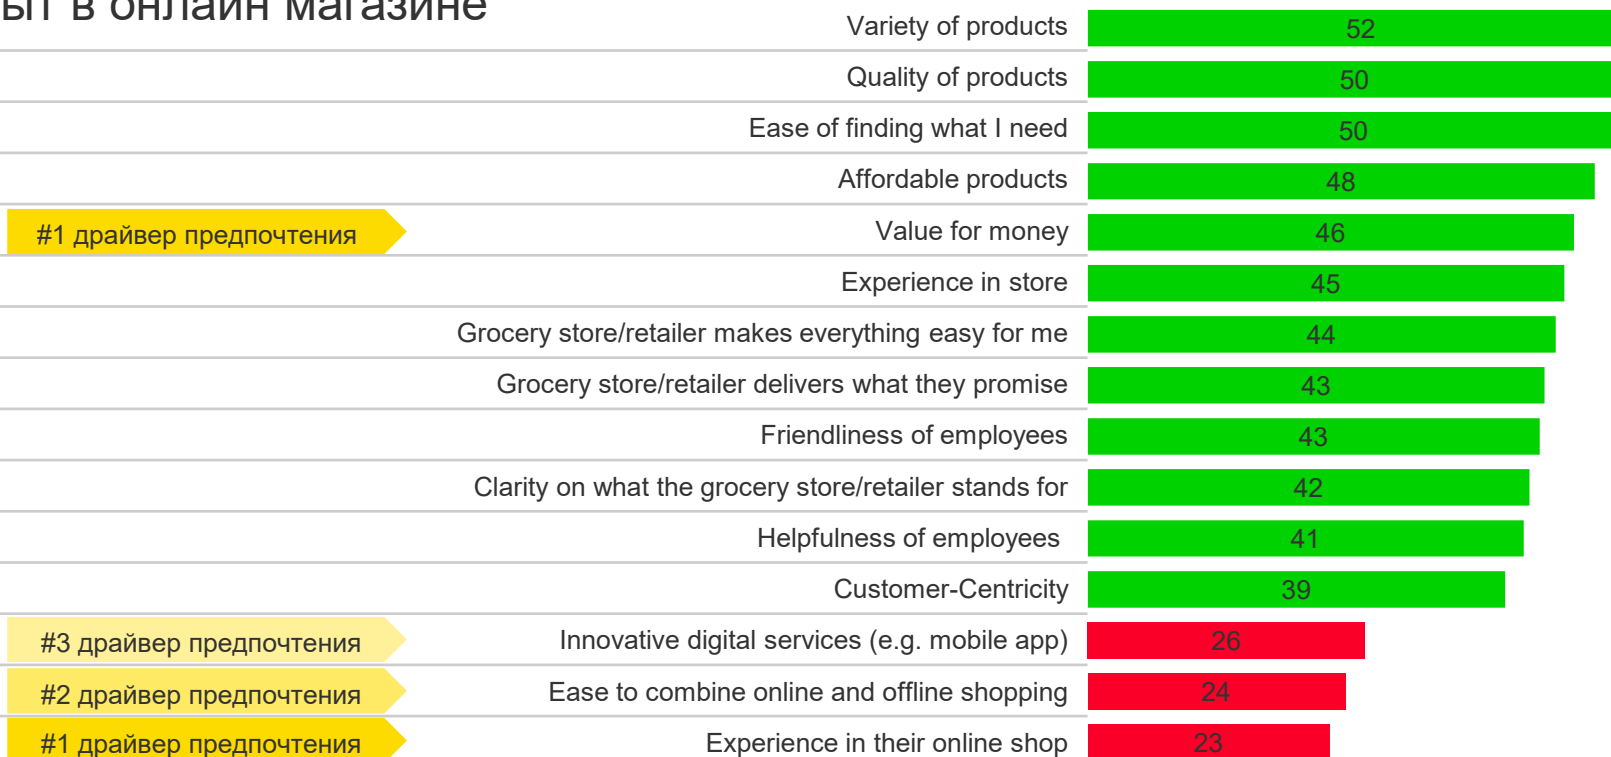 ыт в онлайн магазине
Variety of products 52
Quality of products 50
Ease of finding what I need 50
Affordable products 48
#1 драйвер предпочтения Value for money 46
Experience in store 45
Grocery store/retailer makes everything easy for me 44
Grocery store/retailer delivers what they promise 43
Friendliness of employees 43
Clarity on what the grocery store/retailer stands for 42
Helpfulness of employees 41
Customer-Centricity 39
#3 драйвер предпочтения Innovative digital services (e.g. mobile app) 26
#2 драйвер предпочтения Ease to combine online and offline shopping 24
#1 драйвер предпочтения Experience in their online shop 23